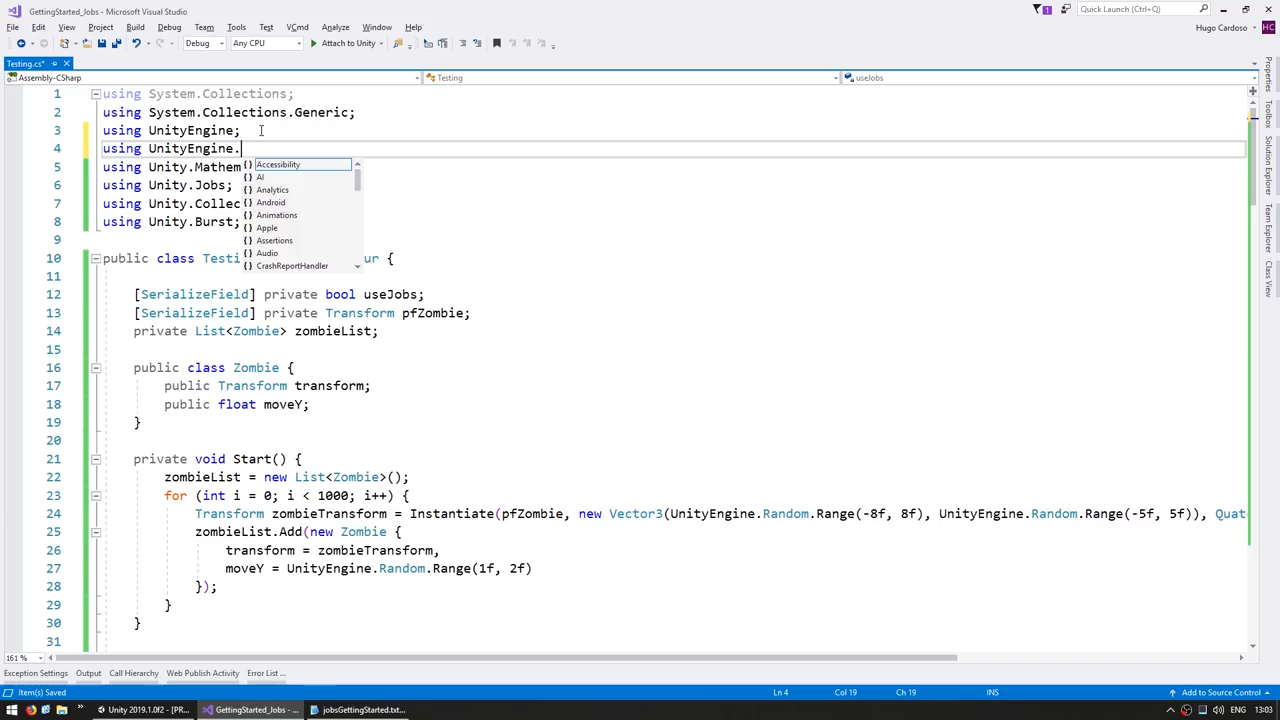 GettingStarted_Jobs - Microsoft Visual Studio
1
Quick Launch (Ctrl+Q)
File Edit View Project Build Debug Team Tools Test VCmd Analyze Window Help
Hugo Cardoso HC
Debug Any CPU Attach to Unity
Testing.cs*
Assembly-CSharp Testing useJobs
1 using System.Collections;
2 using System.Collections.Generic;
3 using UnityEngine;
4 using UnityEngine.
5 using Unity.Mathem
6 using Unity.Jobs;
7 using Unity.Collec
8 using Unity.Burst;
Accessibility
AI
Analytics
Android
Animations
Apple
Assertions
Audio
CrashReportHandler
9
10 public class Testi ur {
11
12 [SerializeField] private bool useJobs;
13 [SerializeField] private Transform pfZombie;
14 private List<Zombie> zombieList;
15
16 public class Zombie {
17 public Transform transform;
18 public float moveY;
19 }
20
21 private void Start() {
22 zombieList = new List<Zombie>();
23 for (int i = 0; i < 1000; i++) {
24 Transform zombieTransform = Instantiate(pfZombie, new Vector3(UnityEngine.Random.Range(-8f, 8f), UnityEngine.Random.Range(-5f, 5f)), Quat
25 zombieList.Add(new Zombie {
26 transform = zombieTransform,
27 moveY = UnityEngine.Random.Range(1f, 2f)
28 });
29 }
30 }
31
Properties
Toolbox
Solution Explorer
Team Explorer
Class View
161 %
Exception Settings Output Call Hierarchy Web Publish Activity Error List ...
Item(s) Saved Ln 4 Col 19 Ch 19 INS Add to Source Control
Unity 2019.1.0f2 - [PR... GettingStarted_Jobs - ... jobsGettingStarted.txt... ENG 13:03